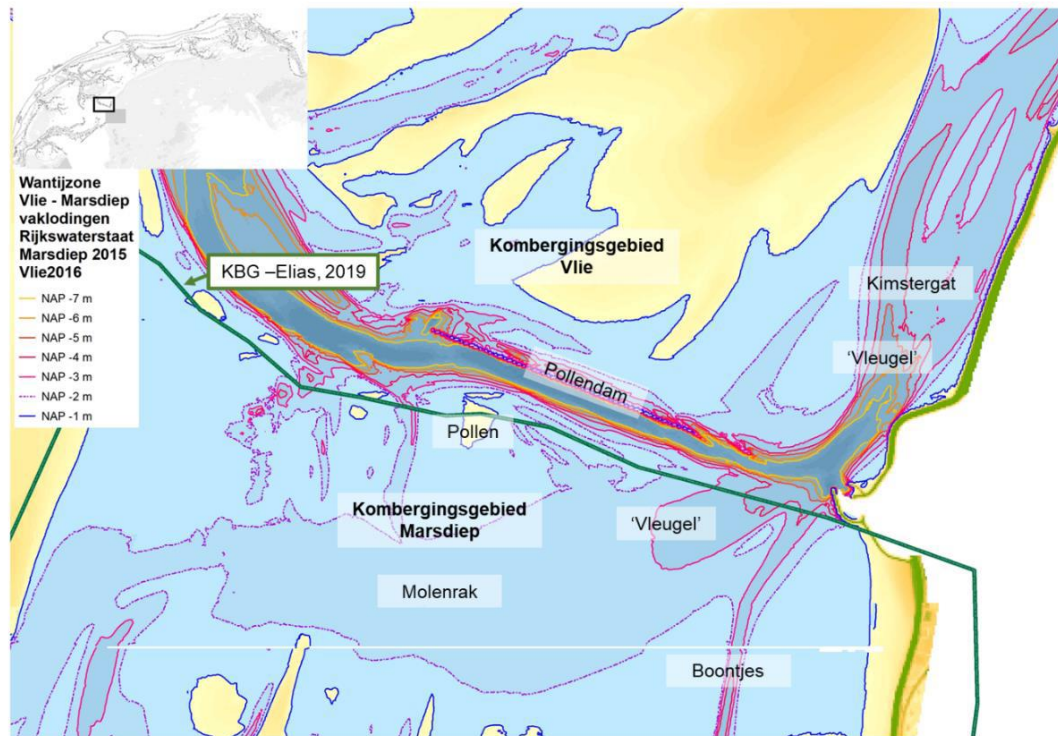 Wantijzone
Vlie - Marsdiep
vaklodingen
Rijkswaterstaat
Marsdiep 2015
Vlie2016
NAP -7 m
NAP -6 m
NAP -5 m
NAP -4 m
NAP -3 m
NAP -2 m
NAP -1 m
KBG –Elias, 2019
Kombergingsgebied
Vlie
Kimstergat
'Vleugel'
Pollendam
Pollen
Kombergingsgebied
Marsdiep
'Vleugel'
Molenrak
Boontjes